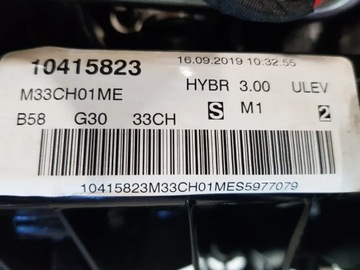 10415823 16.09.2019 10:32:55
M33CH01ME HYBR 3.00 ULEV
B58 G30 33CH S M1 2
10415823M33CH01MES5977079